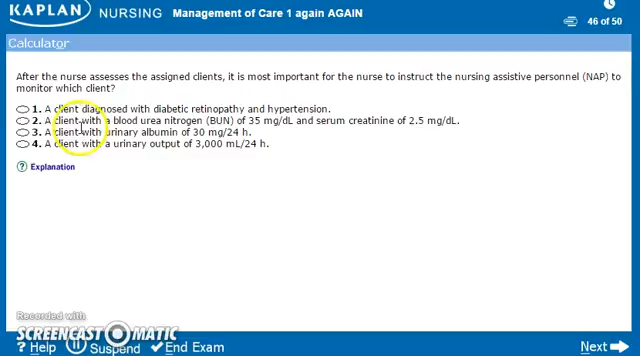 KAPLAN NURSING Management of Care 1 again AGAIN 46 of 50
Calculator
After the nurse assesses the assigned clients, it is most important for the nurse to instruct the nursing assistive personnel (NAP) to
monitor which client?
1. A client diagnosed with diabetic retinopathy and hypertension.
2. A client with a blood urea nitrogen (BUN) of 35 mg/dL and serum creatinine of 2.5 mg/dL.
3. A client with urinary albumin of 30 mg/24 h.
4. A client with a urinary output of 3,000 mL/24 h.
? Explanation
Recorded with
SCREENCAST MATIC
? Help Suspend End Exam Next